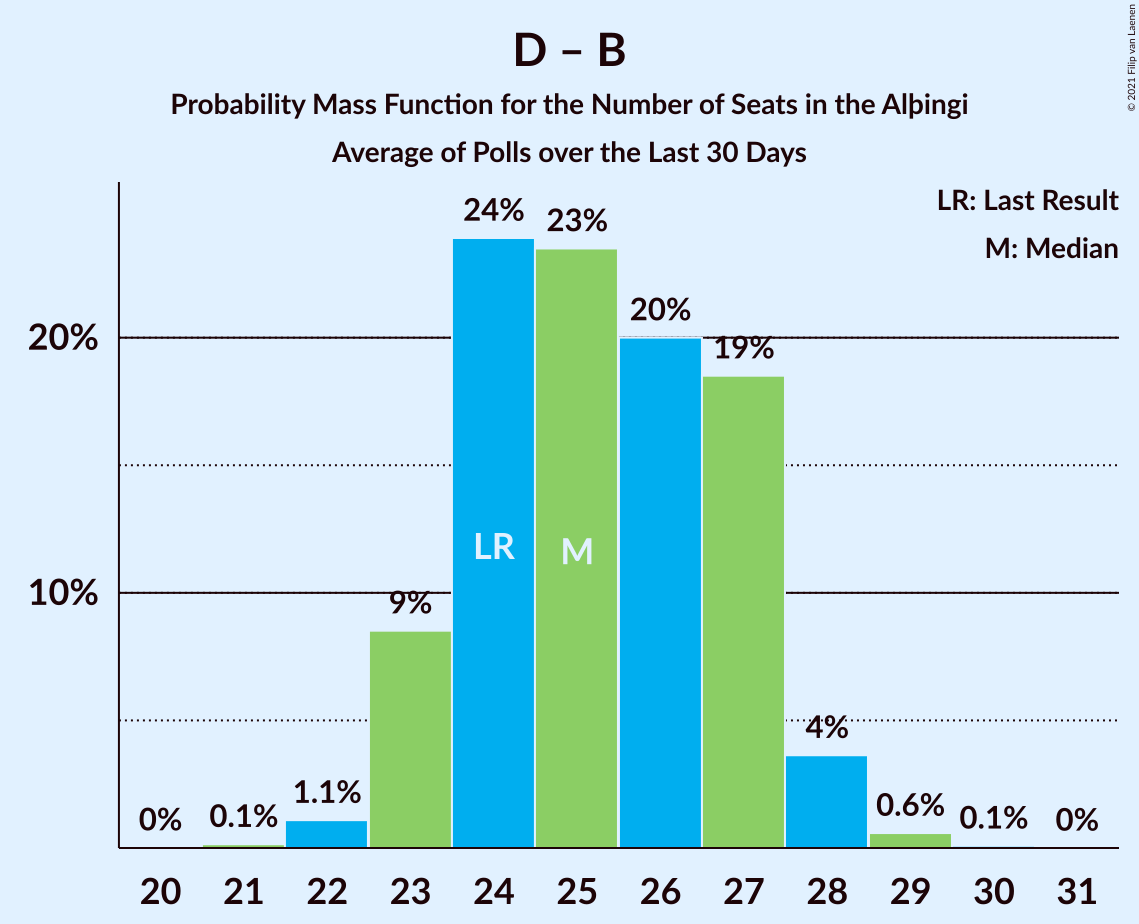 D – B
Probability Mass Function for the Number of Seats in the Alþingi
Average of Polls over the Last 30 Days
© 2021 Filip van Laenen
LR: Last Result
M: Median
24%
23%
20%
19%
20%
LR
M
10%
9%
4%
1.1%
0.6%
0%
0.1%
0.1%
0%
20 21 22 23 24 25 26 27 28 29 30 31